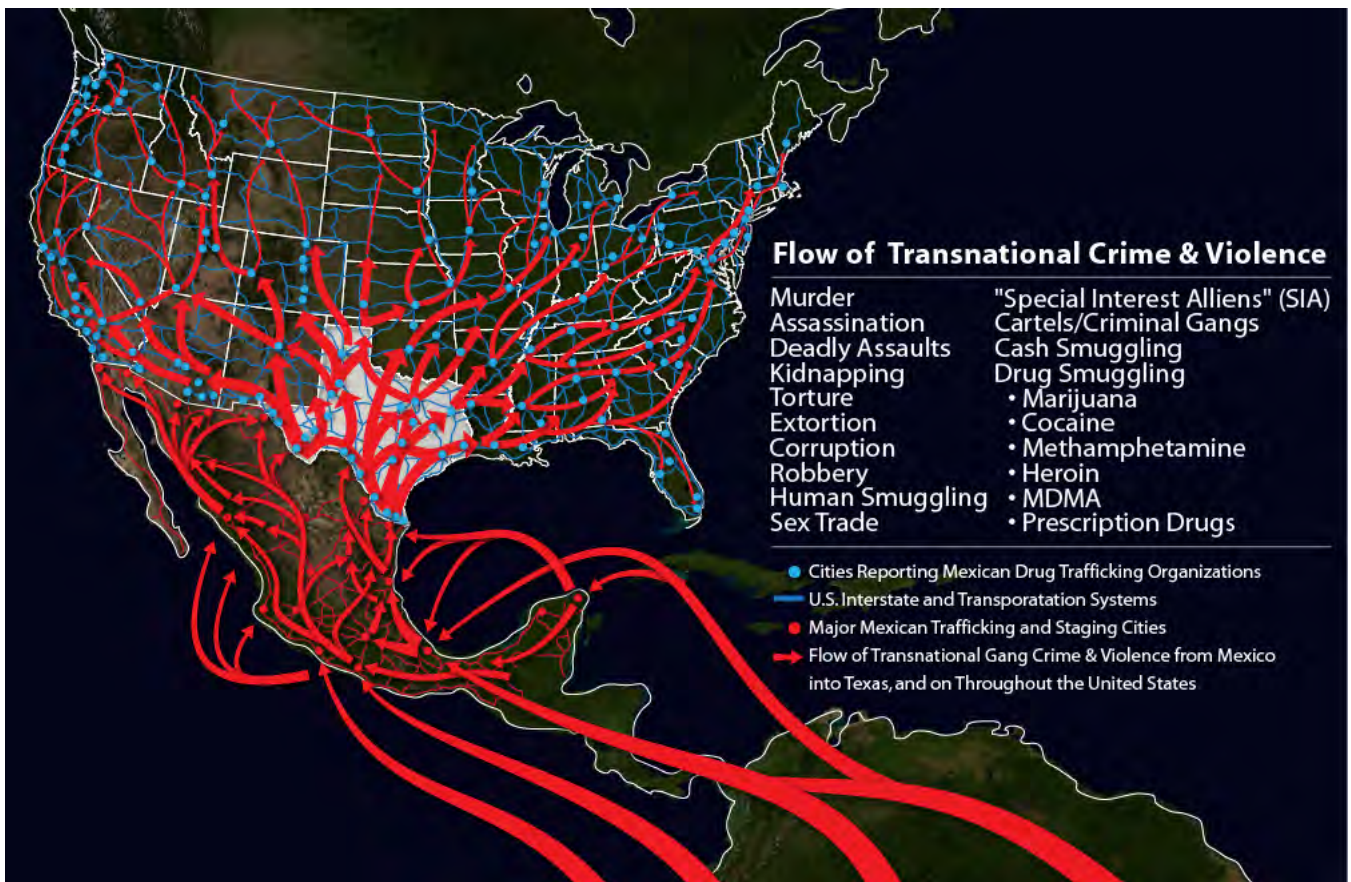 Flow of Transnational Crime & Violence
Murder
Assassination
Deadly Assaults
Kidnapping
Torture
Extortion
Corruption
Robbery
Human Smuggling
Sex Trade
"Special Interest Alliens" (SIA)
Cartels/Criminal Gangs
Cash Smuggling
Drug Smuggling
• Marijuana
• Cocaine
• Methamphetamine
• Heroin
• MDMA
• Prescription Drugs
Cities Reporting Mexican Drug Trafficking Organizations
U.S. Interstate and Transporatation Systems
Major Mexican Trafficking and Staging Cities
Flow of Transnational Gang Crime & Violence from Mexico
into Texas, and on Throughout the United States